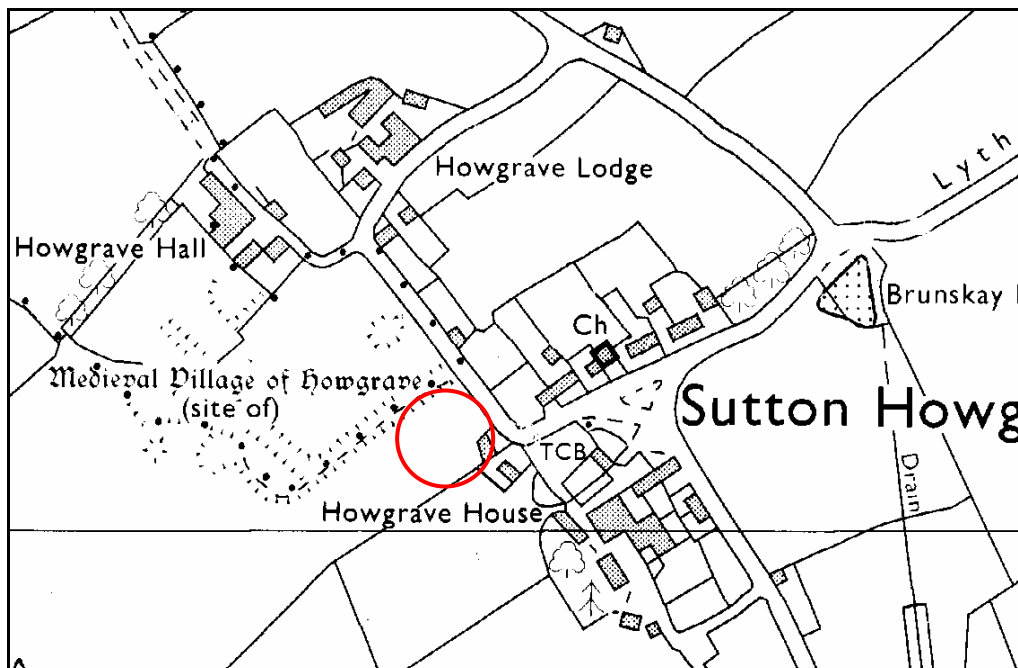 Howgrave Lodge
Lyth
Howgrave Hall
Brunskay
Ch
Medieval Village of Howgrave
(site of)
Sutton Howg
TCB
Drain
Howgrave House